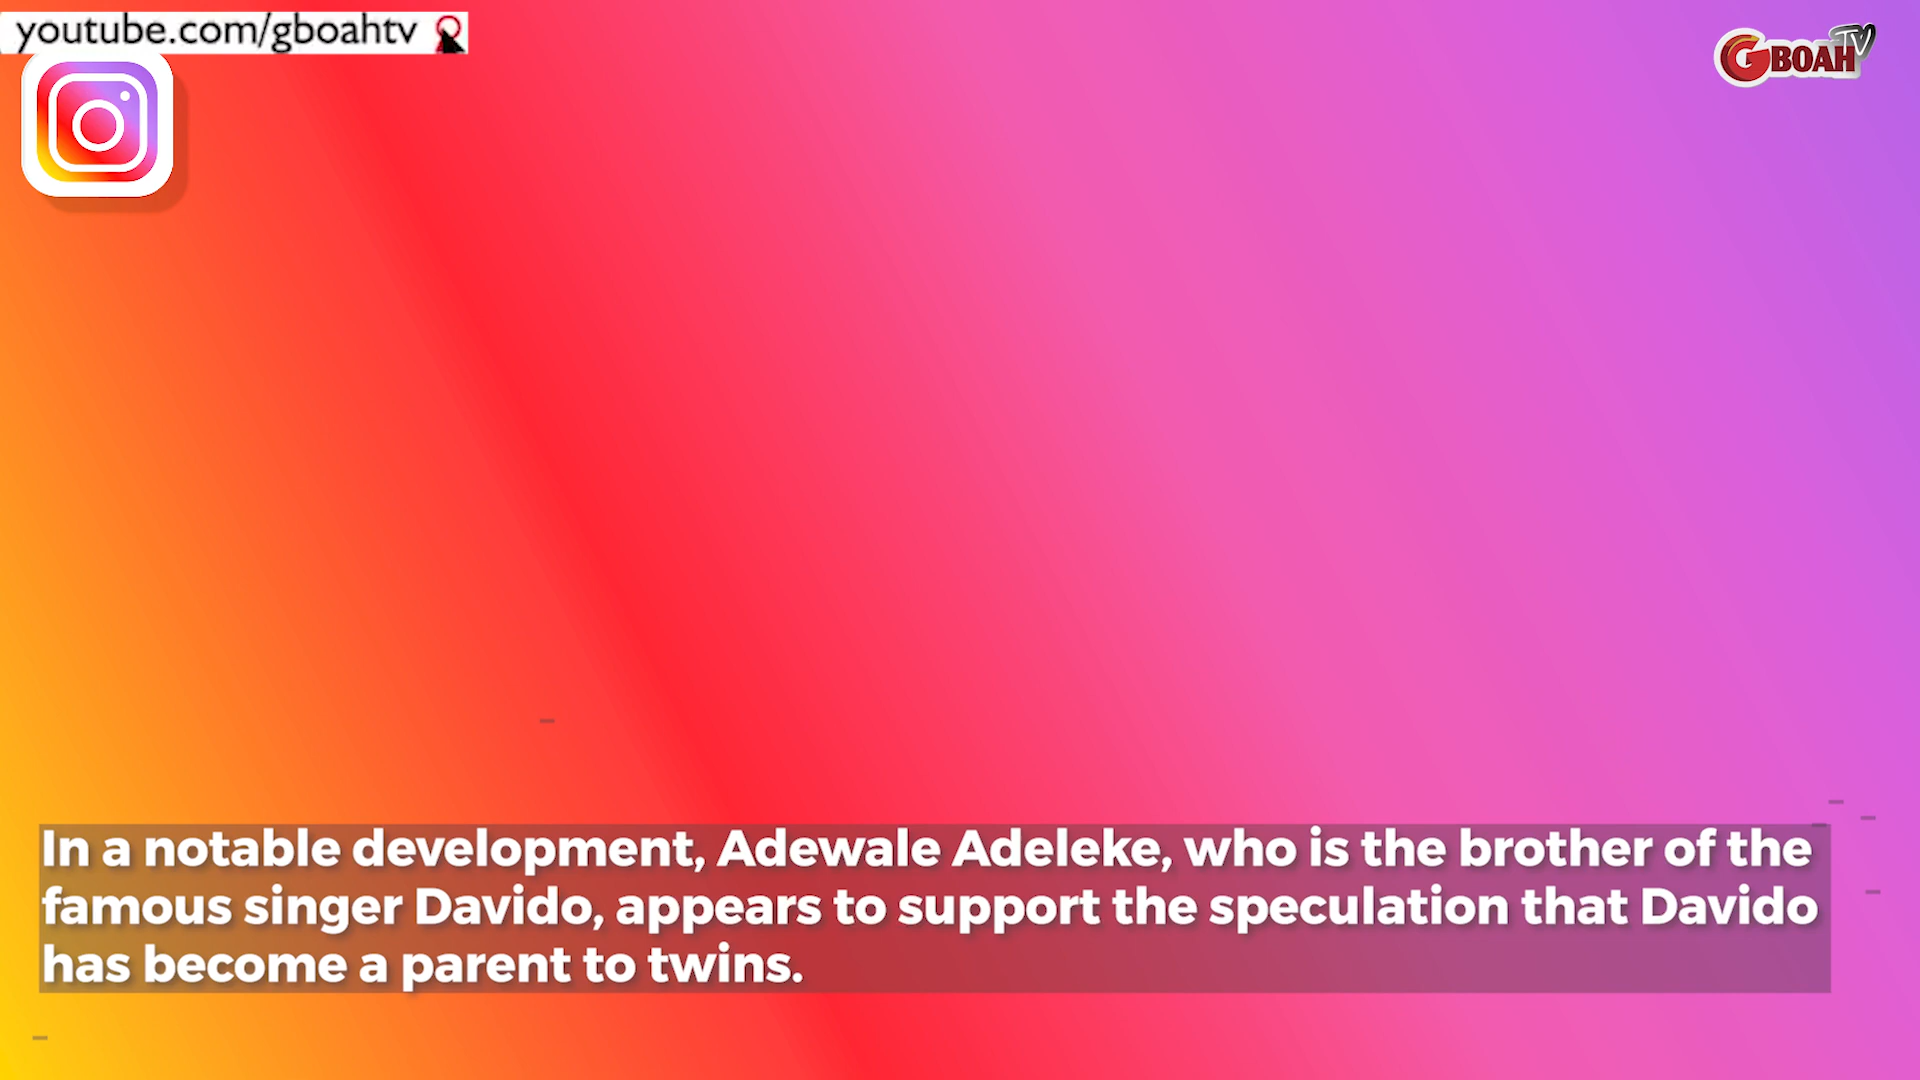 youtube.com/gboahtv
GBOAH TV
In a notable development, Adewale Adeleke, who is the brother of the
famous singer Davido, appears to support the speculation that Davido
has become a parent to twins.